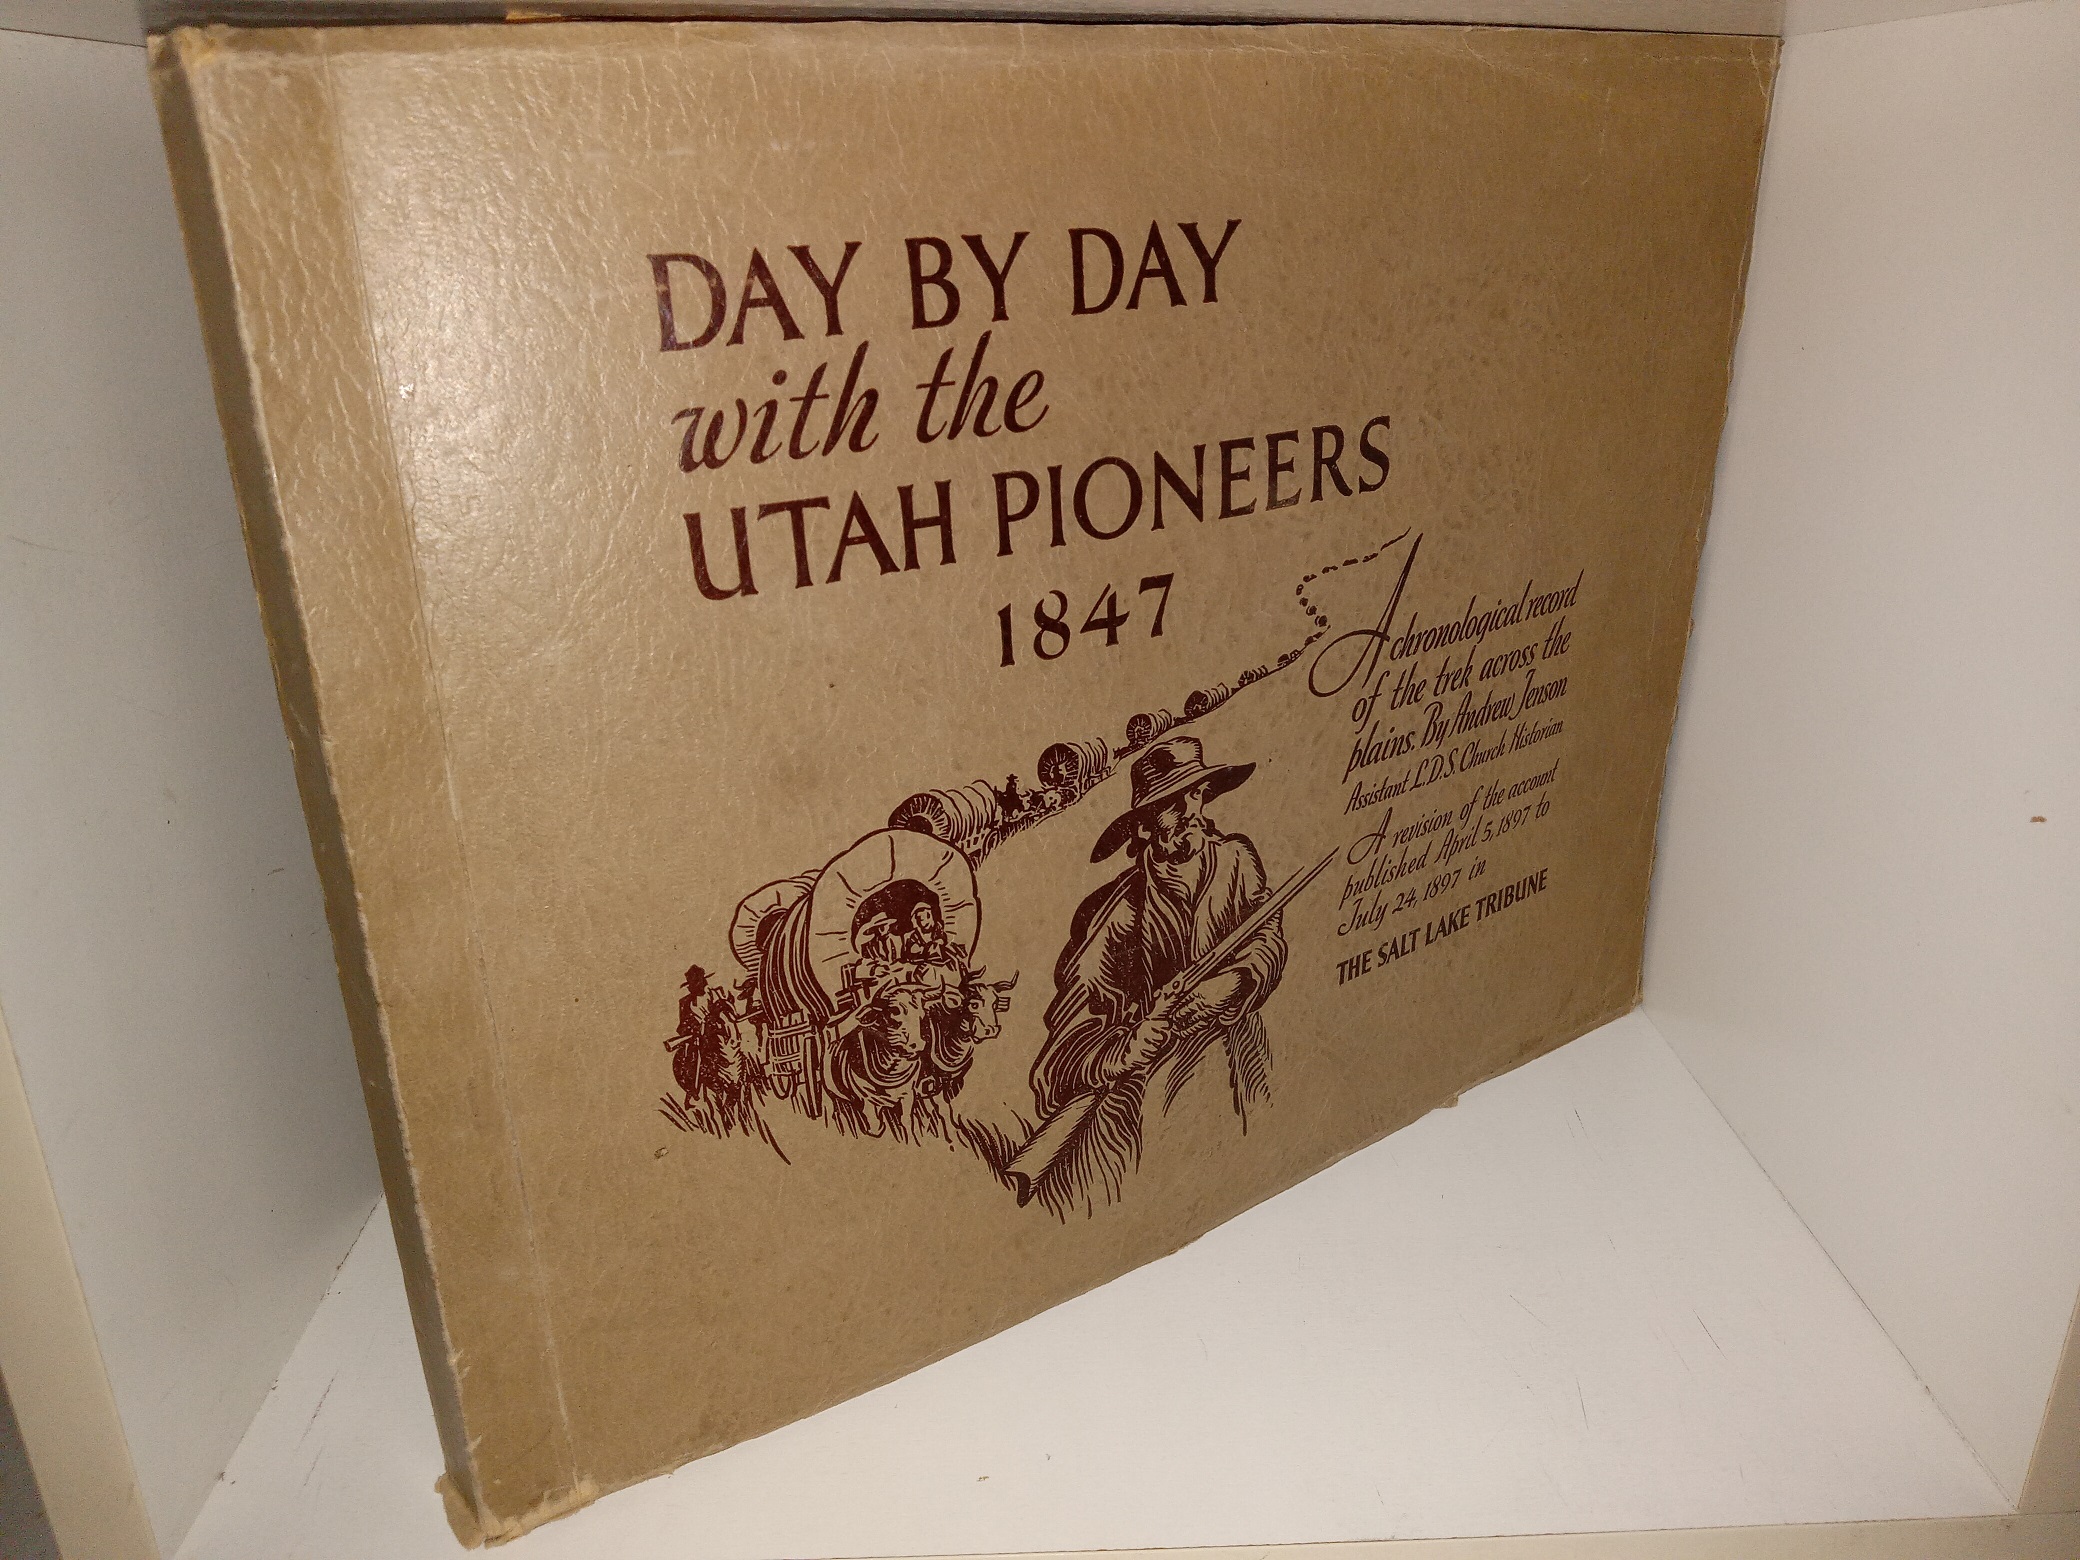 DAY BY DAY
with the
UTAH PIONEERS
1847
A chronological record
of the trek across the
plains. By Andrew Jenson
Assistant L.D.S. Church Historian
A revision of the account
published April 5, 1897 to
July 24, 1897 in
THE SALT LAKE TRIBUNE